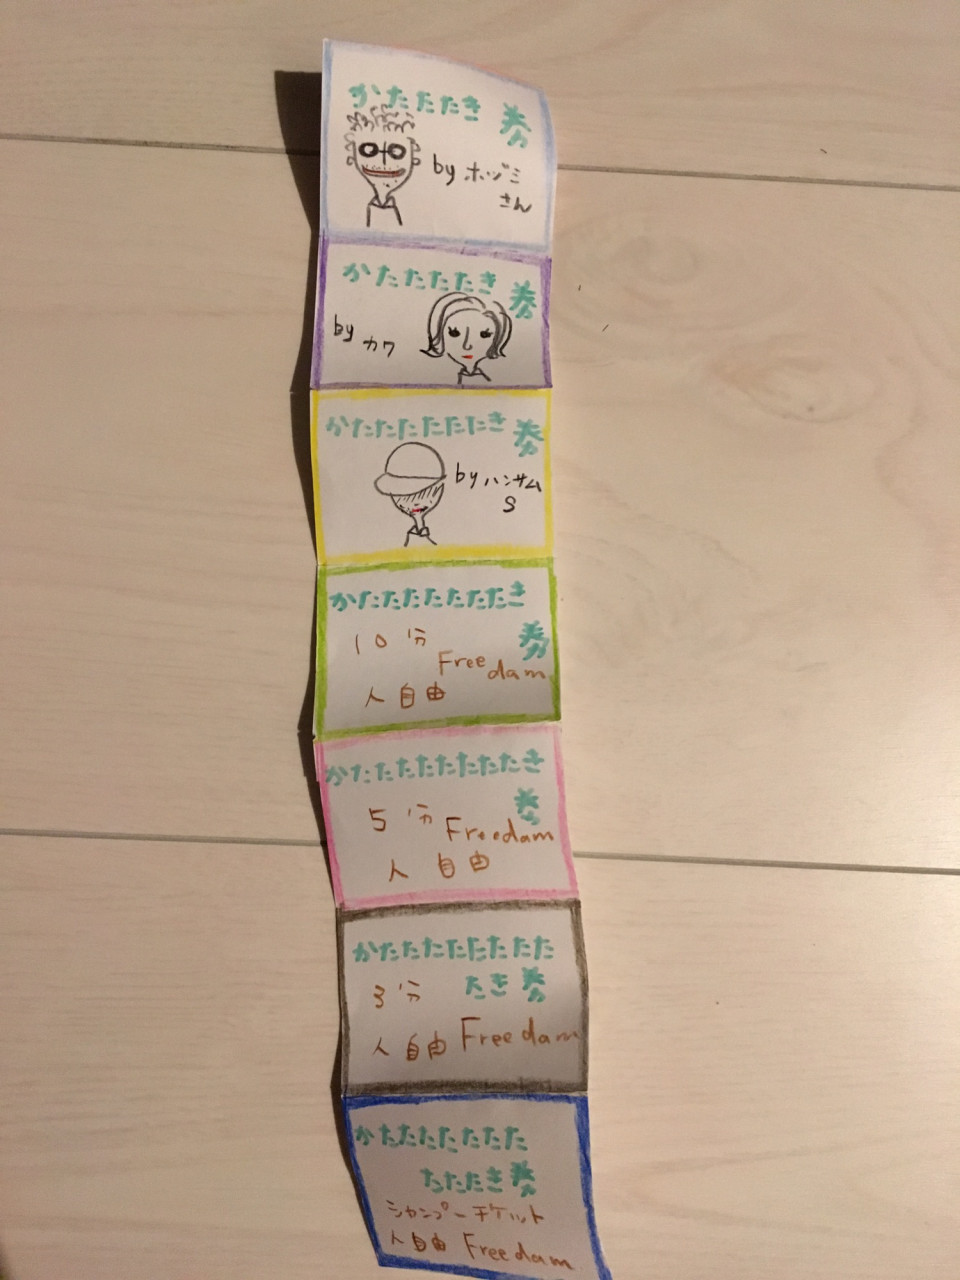 かたたたき券
by ホヅミ
さん
かたたたたき券
by カワ
かたたたたたたき券
by ハンサム
S
かたたたたたたたき
券
10分
Freedam
人自由
かたたたたたたたたき
券
5分 Freedam
人 自由
かたたたたたたたた
たき券
3分
人 自由 Freedam
かたたたたたたた
たたたき券
シャンプーチケット
人自由 Freedam